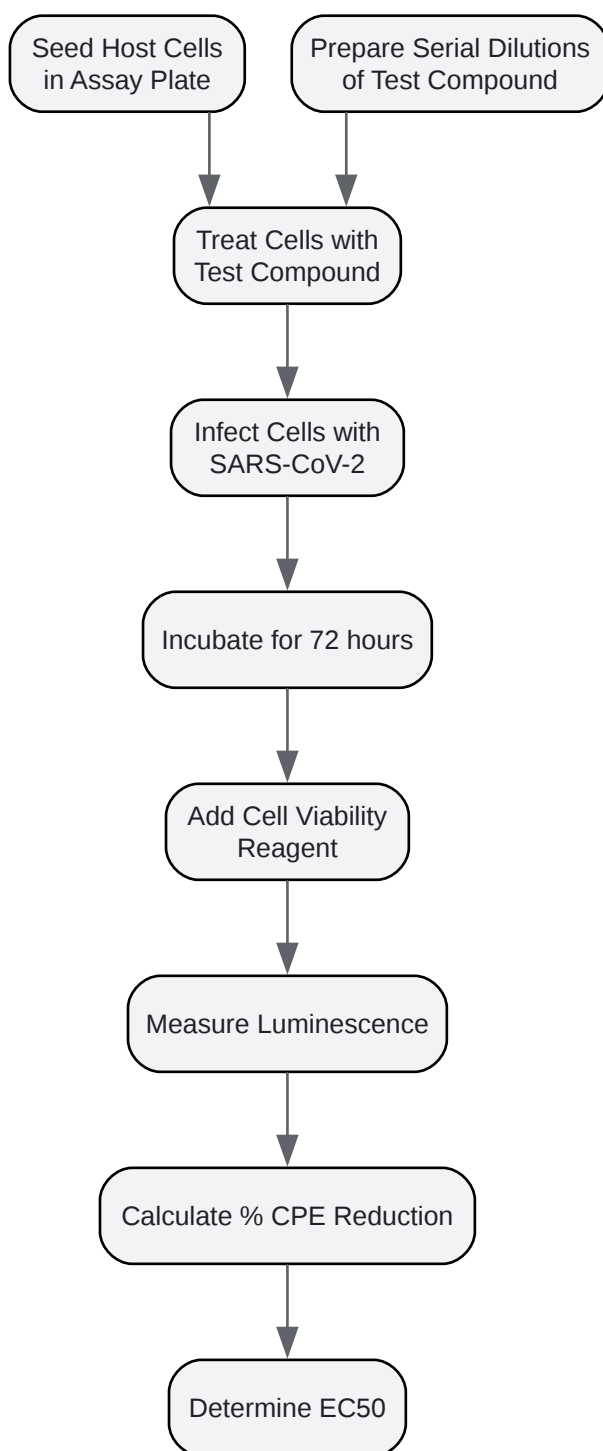 Seed Host Cells
in Assay Plate
Prepare Serial Dilutions
of Test Compound
Treat Cells with
Test Compound
Infect Cells with
SARS-CoV-2
Incubate for 72 hours
Add Cell Viability
Reagent
Measure Luminescence
Calculate % CPE Reduction
Determine EC50